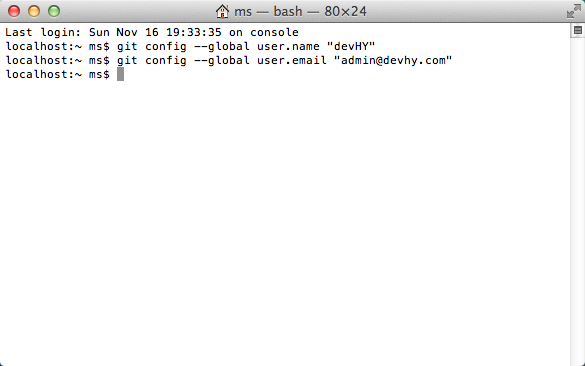 ms — bash — 80×24
Last login: Sun Nov 16 19:33:35 on console
localhost:~ ms$ git config --global user.name "devHY"
localhost:~ ms$ git config --global user.email "admin@devhy.com"
localhost:~ ms$